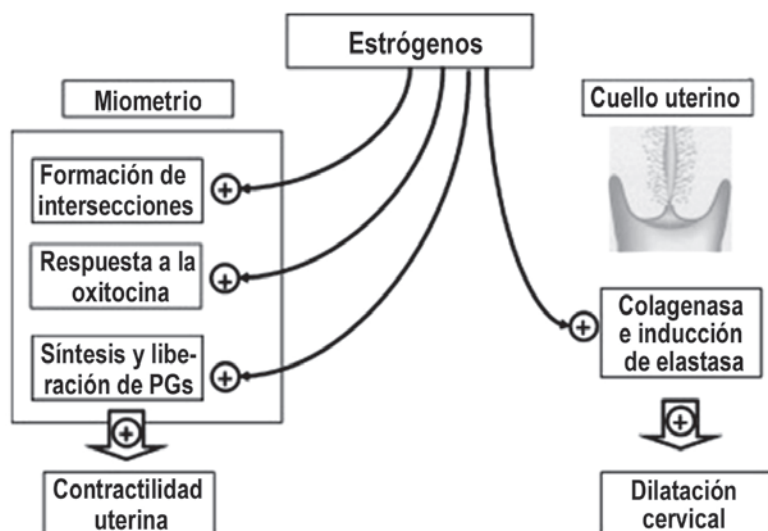 Estrógenos
Miometrio
Cuello uterino
Formación de
intersecciones
+
Respuesta a la
oxitocina
+
Síntesis y libe-
ración de PGs
+
+
Contractilidad
uterina
+
Colagenasa
e inducción
de elastasa
+
Dilatación
cervical